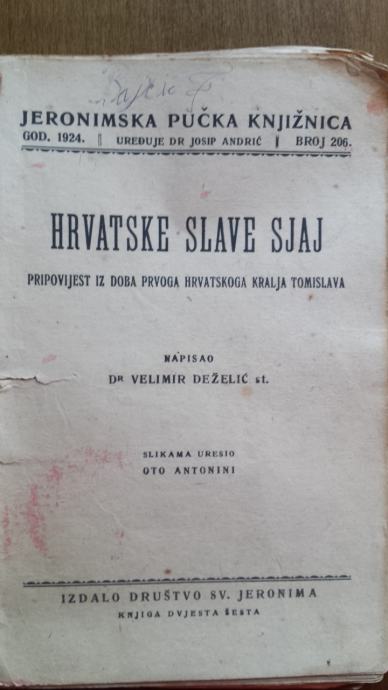 JERONIMSKA PUČKA KNJIŽNICA
GOD. 1924. || UREĐUJE DR JOSIP ANDRIĆ || BROJ 206.
HRVATSKE SLAVE SJAJ
PRIPOVIJEST IZ DOBA PRVOGA HRVATSKOGA KRALJA TOMISLAVA
NAPISAO
DR VELIMIR DEŽELIĆ st.
SLIKAMA URESIO
OTO ANTONINI
IZDALO DRUŠTVO SV. JERONIMA
KNJIGA DVJESTA ŠESTA